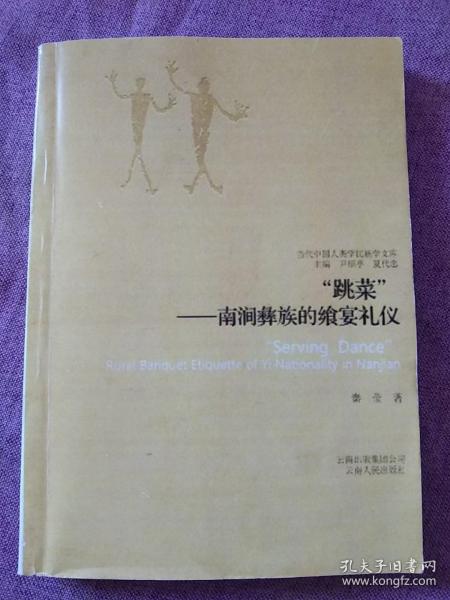 当代中国人类学民族学文库
主编 尹绍亭 夏代忠
“跳菜”
——南涧彝族的飨宴礼仪
"Serving Dance"
Rural Banquet Etiquette of Yi Nationality in Nanjian
秦莹 著
云南出版集团公司
云南人民出版社
孔夫子旧书网
www.kongfz.com